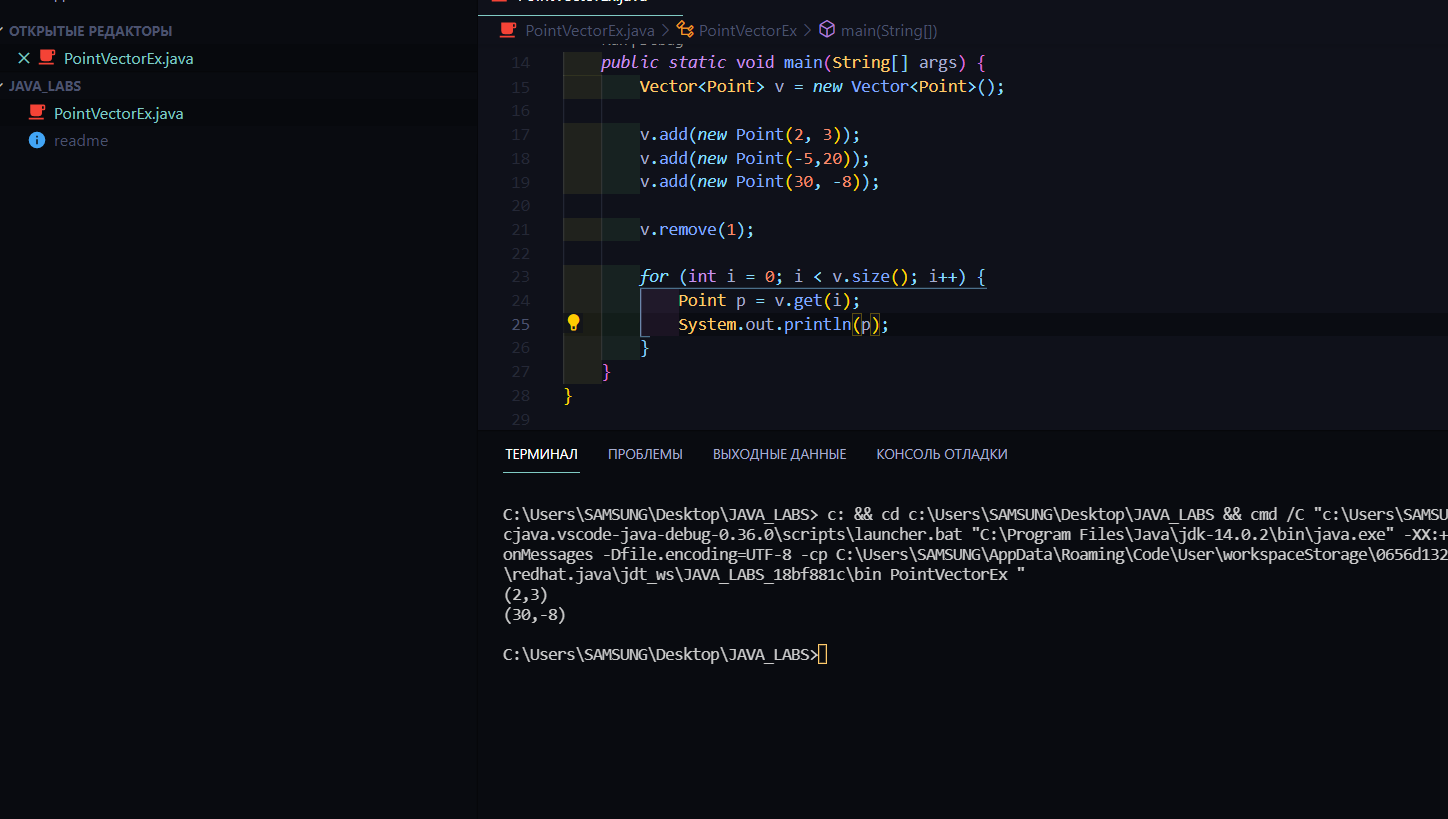 ОТКРЫТЫЕ РЕДАКТОРЫ
PointVectorEx.java
JAVA_LABS
PointVectorEx.java
readme
PointVectorEx.java > PointVectorEx > main(String[])
14 public static void main(String[] args) {
15 Vector<Point> v = new Vector<Point>();
16
17 v.add(new Point(2, 3));
18 v.add(new Point(-5,20));
19 v.add(new Point(30, -8));
20
21 v.remove(1);
22
23 for (int i = 0; i < v.size(); i++) {
24 Point p = v.get(i);
25 System.out.println(p);
26 }
27 }
28 }
29
ТЕРМИНАЛ ПРОБЛЕМЫ ВЫХОДНЫЕ ДАННЫЕ КОНСОЛЬ ОТЛАДКИ
C:\Users\SAMSUNG\Desktop\JAVA_LABS> c: && cd c:\Users\SAMSUNG\Desktop\JAVA_LABS && cmd /C "c:\Users\SAMSU
cjava.vscode-java-debug-0.36.0\scripts\launcher.bat "C:\Program Files\Java\jdk-14.0.2\bin\java.exe" -XX:+
onMessages -Dfile.encoding=UTF-8 -cp C:\Users\SAMSUNG\AppData\Roaming\Code\User\workspaceStorage\0656d132
\redhat.java\jdt_ws\JAVA_LABS_18bf881c\bin PointVectorEx "
(2,3)
(30,-8)
C:\Users\SAMSUNG\Desktop\JAVA_LABS>